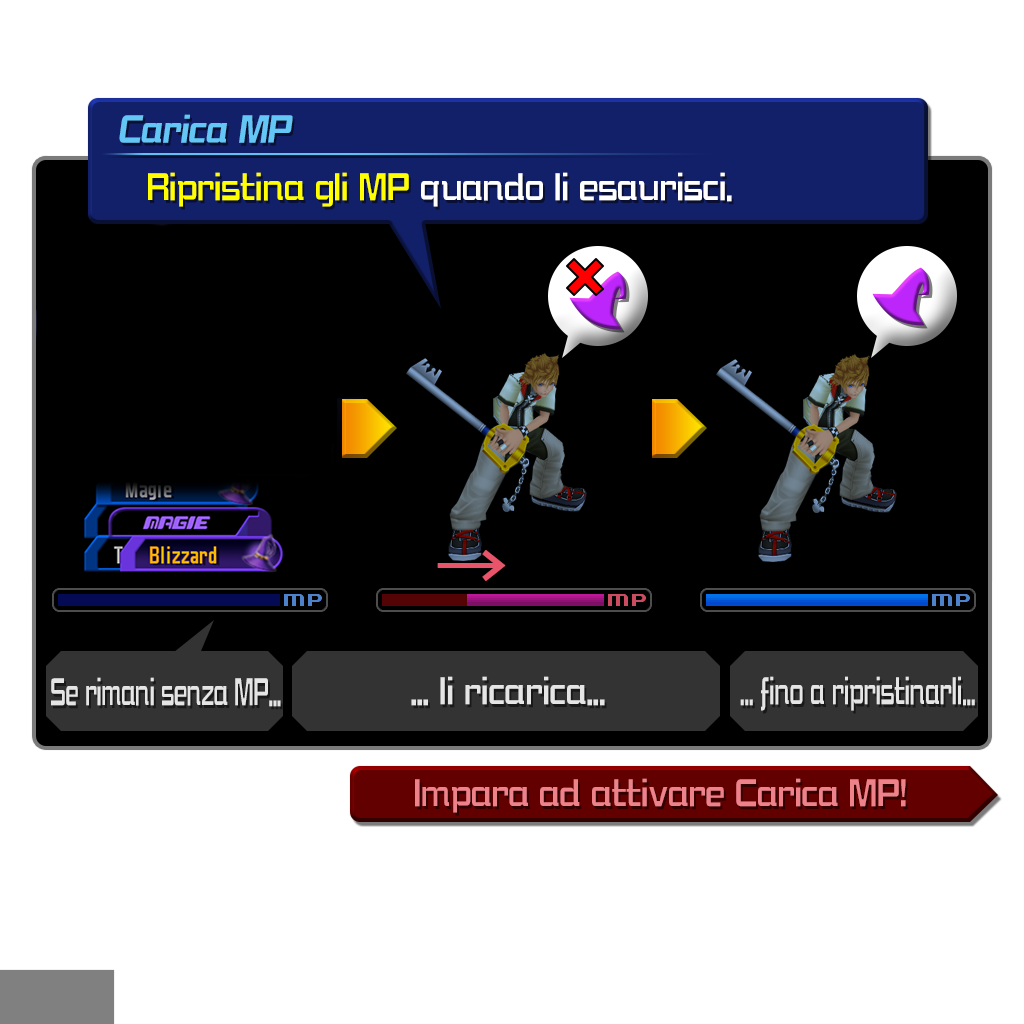 Carica MP
Ripristina gli MP quando li esaurisci.
Magie
MAGIE
T Blizzard
MP
MP
MP
Se rimani senza MP...
... li ricarica...
... fino a ripristinarli...
Impara ad attivare Carica MP!